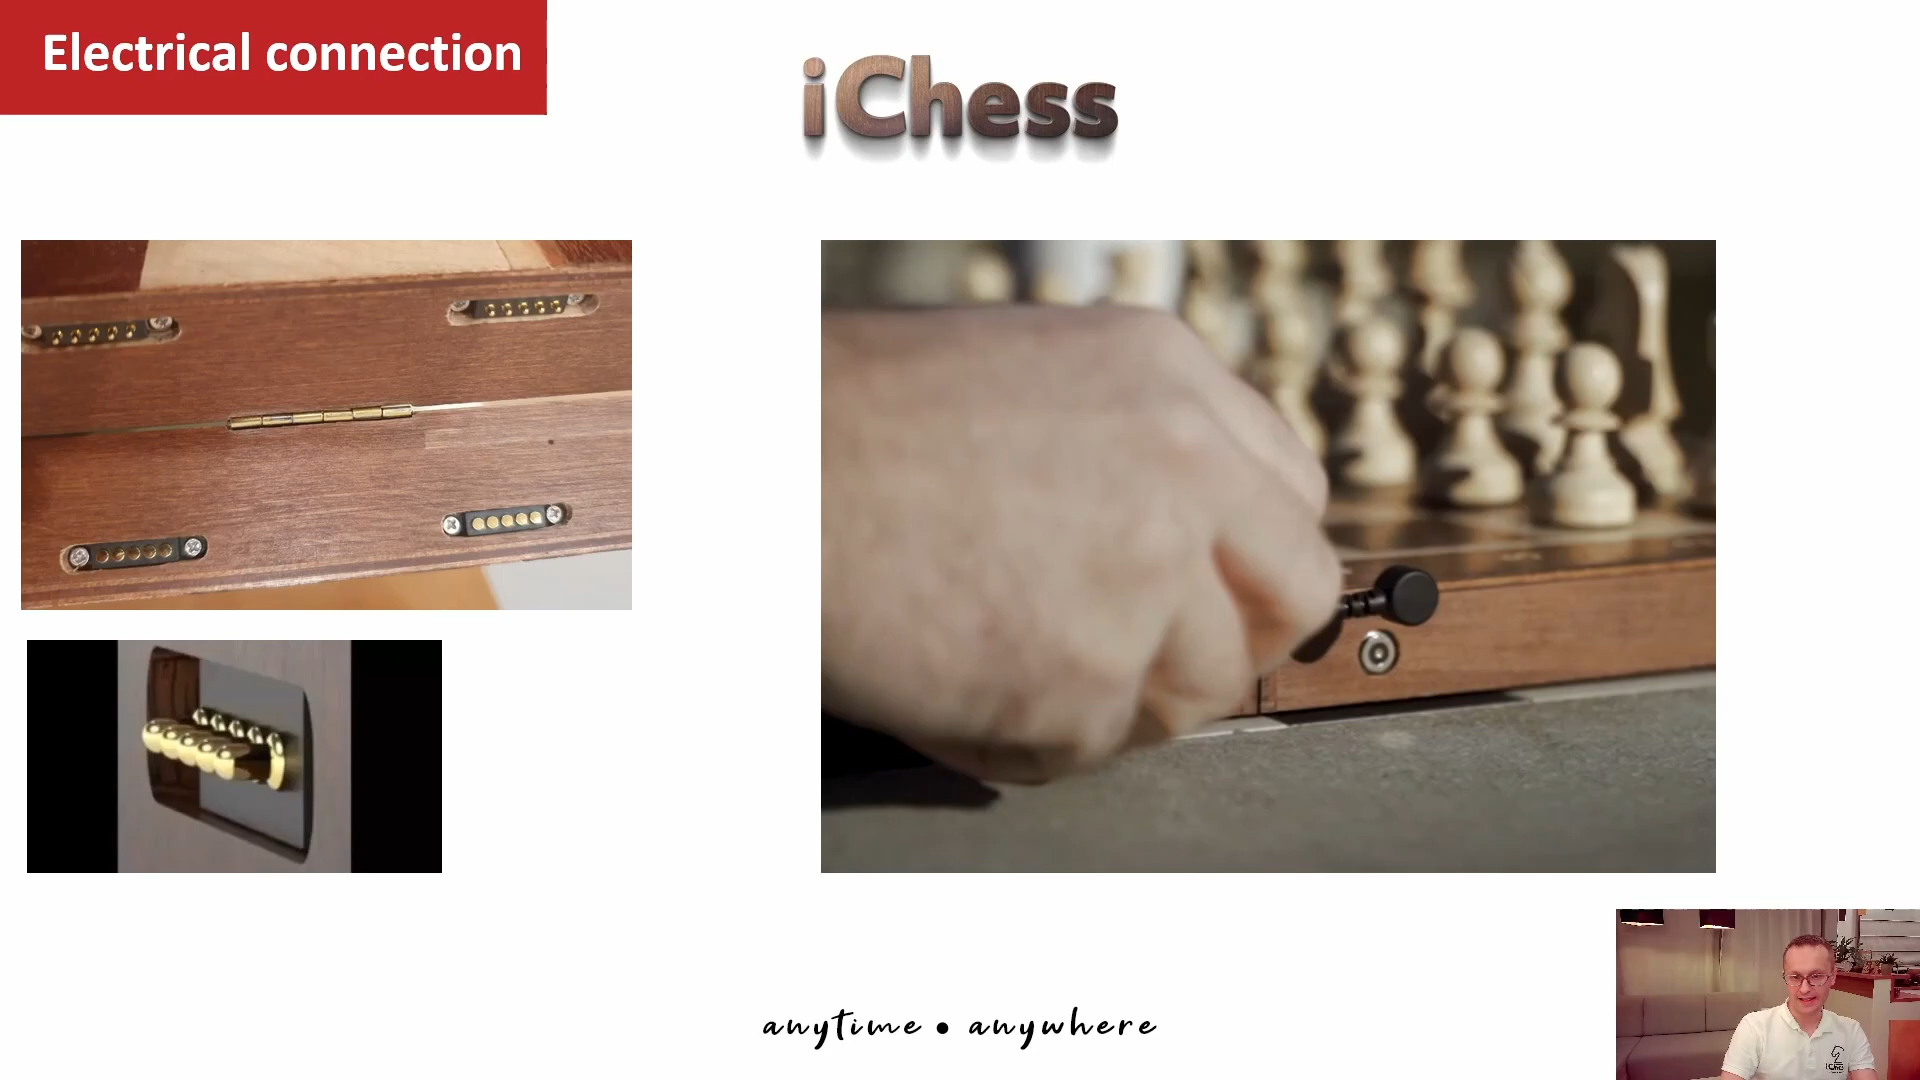 Electrical connection
iChess
anytime • anywhere